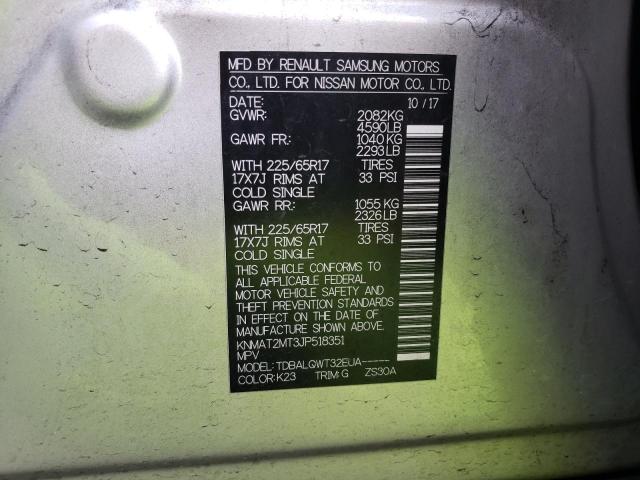 MFD BY RENAULT SAMSUNG MOTORS
CO., LTD. FOR NISSAN MOTOR CO., LTD.
DATE: 10/17
GVWR: 2082KG
4590LB
GAWR FR: 1040KG
2293LB
WITH 225/65R17 TIRES
17X7J RIMS AT 33 PSI
COLD SINGLE
GAWR RR: 1055KG
2326LB
WITH 225/65R17 TIRES
17X7J RIMS AT 33 PSI
COLD SINGLE
THIS VEHICLE CONFORMS TO
ALL APPLICABLE FEDERAL
MOTOR VEHICLE SAFETY AND
THEFT PREVENTION STANDARDS
IN EFFECT ON THE DATE OF
MANUFACTURE SHOWN ABOVE.
KNMAT2MT3JP518351
MPV
MODEL:TDBALGWT32EUA-----
COLOR:K23 TRIM:G ZS30A